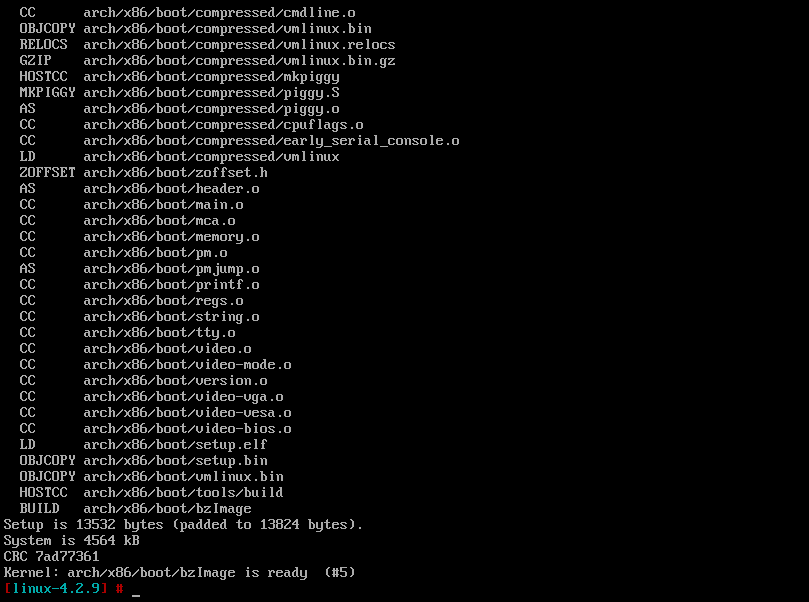 CC      arch/x86/boot/compressed/cmdline.o
OBJCOPY arch/x86/boot/compressed/vmlinux.bin
RELOCS  arch/x86/boot/compressed/vmlinux.relocs
GZIP    arch/x86/boot/compressed/vmlinux.bin.gz
HOSTCC  arch/x86/boot/compressed/mkpiggy
MKPIGGY arch/x86/boot/compressed/piggy.S
AS      arch/x86/boot/compressed/piggy.o
CC      arch/x86/boot/compressed/cpuflags.o
CC      arch/x86/boot/compressed/early_serial_console.o
LD      arch/x86/boot/compressed/vmlinux
ZOFFSET arch/x86/boot/zoffset.h
AS      arch/x86/boot/header.o
CC      arch/x86/boot/main.o
CC      arch/x86/boot/mca.o
CC      arch/x86/boot/memory.o
CC      arch/x86/boot/pm.o
AS      arch/x86/boot/pmjump.o
CC      arch/x86/boot/printf.o
CC      arch/x86/boot/regs.o
CC      arch/x86/boot/string.o
CC      arch/x86/boot/tty.o
CC      arch/x86/boot/video.o
CC      arch/x86/boot/video-mode.o
CC      arch/x86/boot/version.o
CC      arch/x86/boot/video-vga.o
CC      arch/x86/boot/video-vesa.o
CC      arch/x86/boot/video-bios.o
LD      arch/x86/boot/setup.elf
OBJCOPY arch/x86/boot/setup.bin
OBJCOPY arch/x86/boot/vmlinux.bin
HOSTCC  arch/x86/boot/tools/build
BUILD   arch/x86/boot/bzImage
Setup is 13532 bytes (padded to 13824 bytes).
System is 4564 kB
CRC 7ad77361
Kernel: arch/x86/boot/bzImage is ready  (#5)
[linux-4.2.9] # _